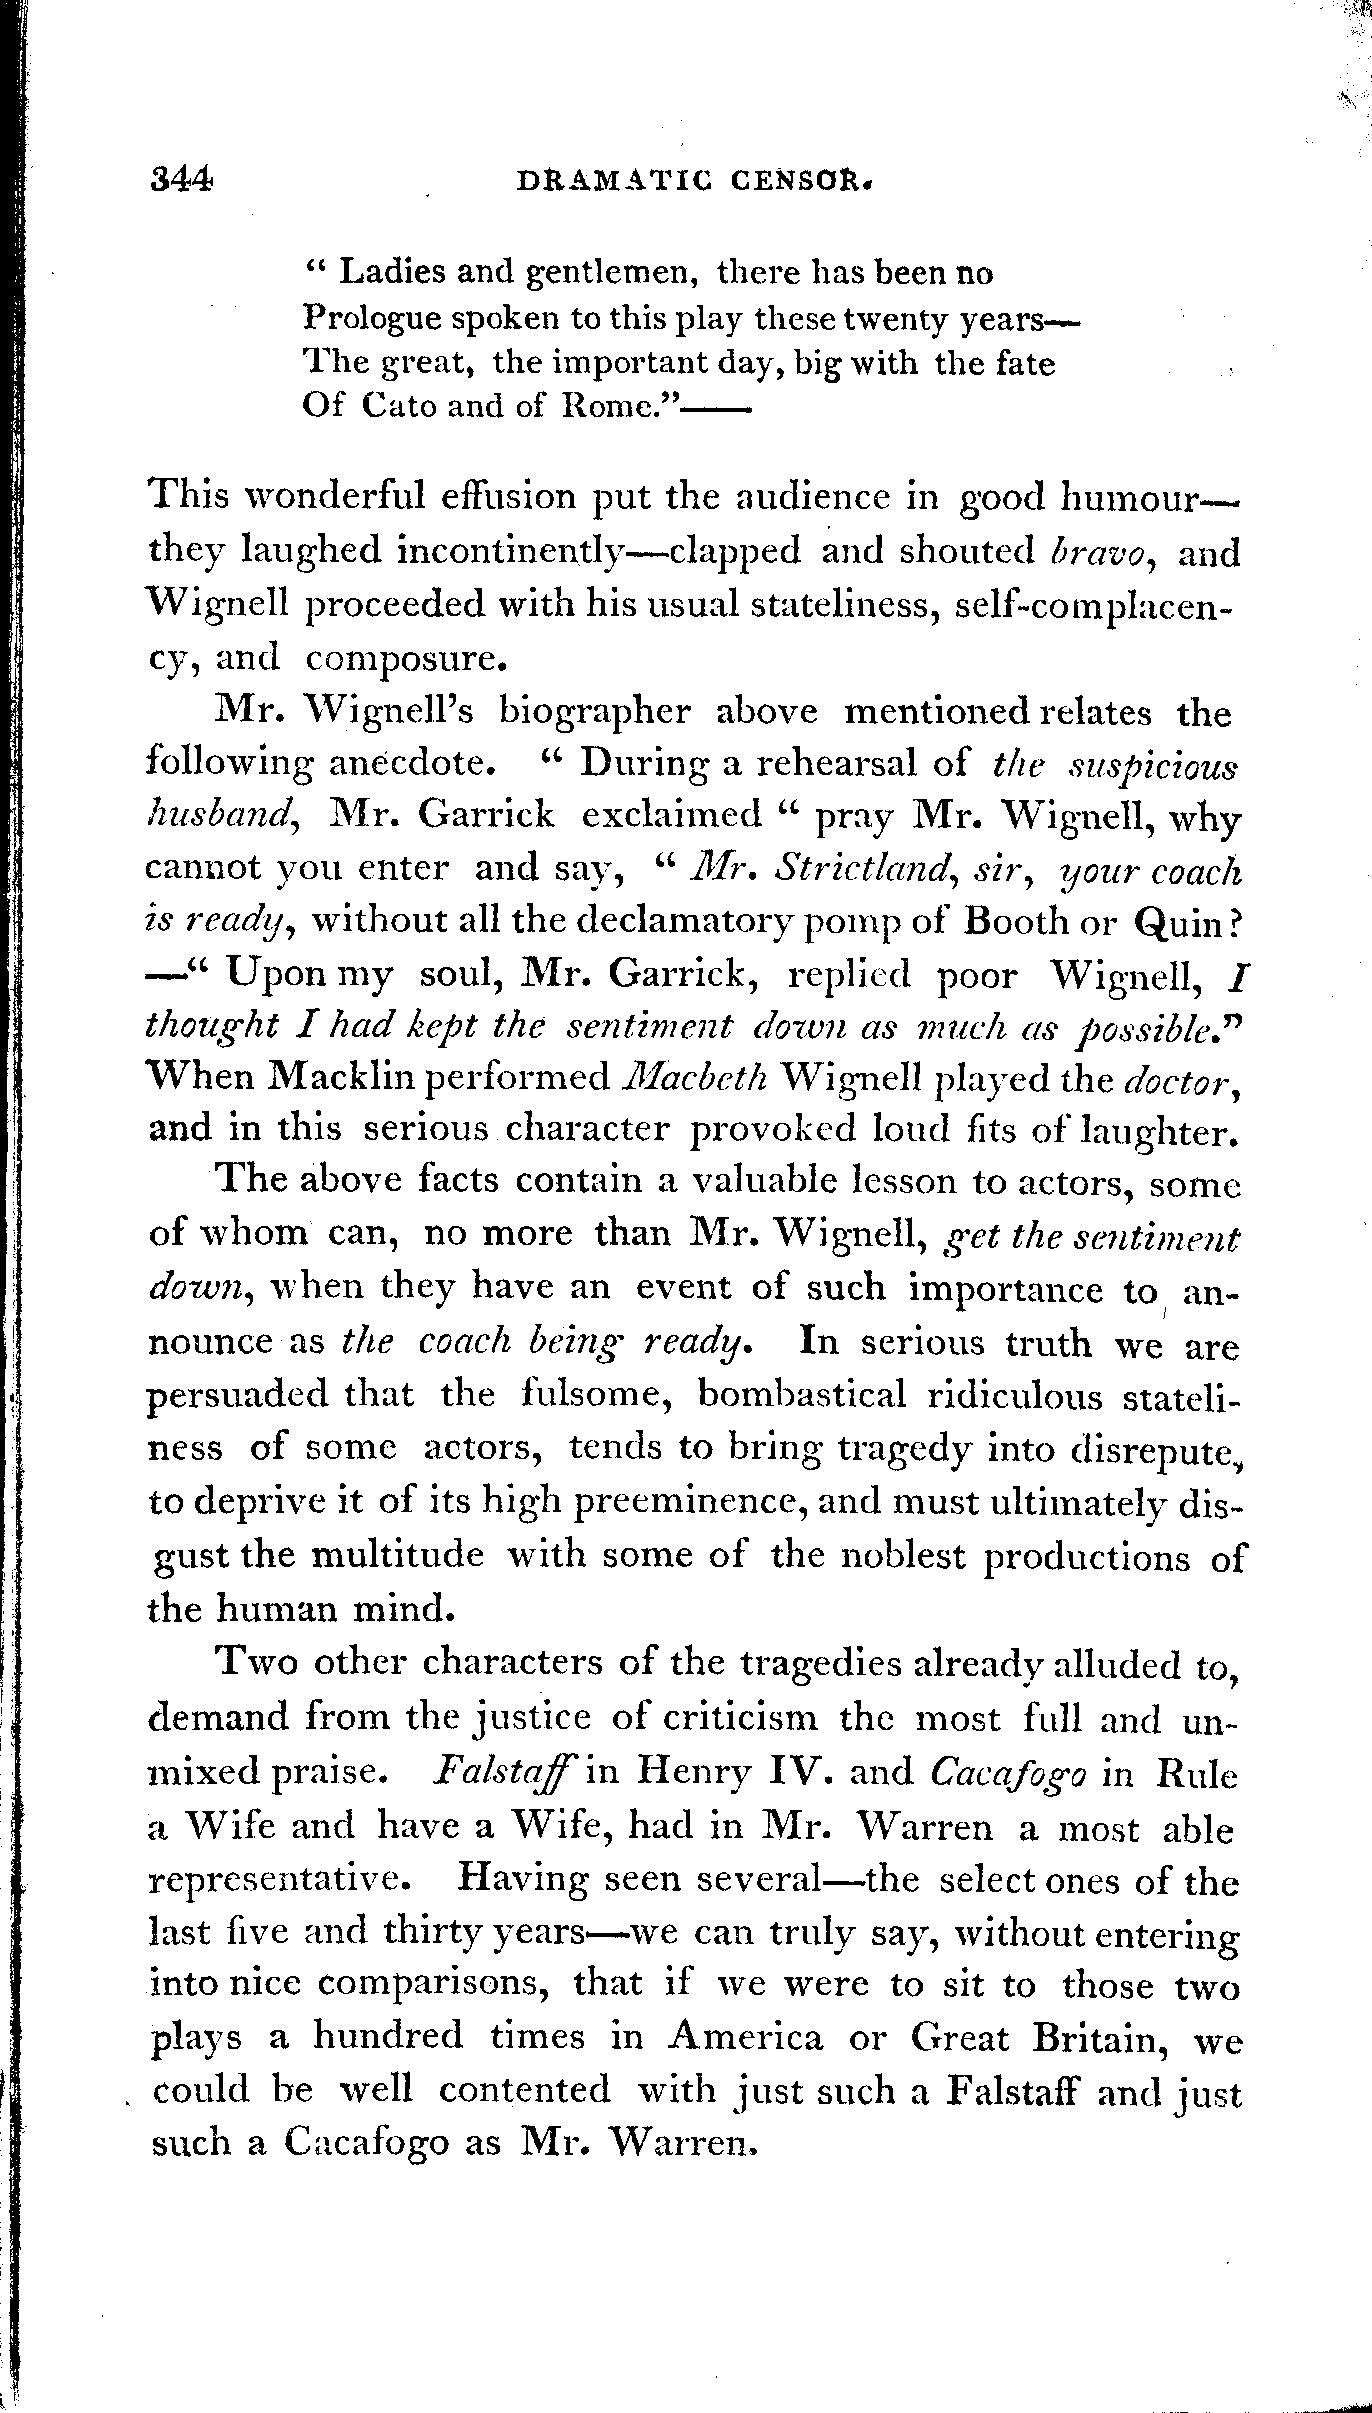 344 DRAMATIC CENSOR.
“ Ladies and gentlemen, there has been no
Prologue spoken to this play these twenty years—
The great, the important day, big with the fate
Of Cato and of Rome.”——
This wonderful effusion put the audience in good humour—
they laughed incontinently—clapped and shouted bravo, and
Wignell proceeded with his usual stateliness, self-complacen-
cy, and composure.
Mr. Wignell’s biographer above mentioned relates the
following anecdote. “ During a rehearsal of the suspicious
husband, Mr. Garrick exclaimed “ pray Mr. Wignell, why
cannot you enter and say, “ Mr. Strictland, sir, your coach
is ready, without all the declamatory pomp of Booth or Quin?
—“ Upon my soul, Mr. Garrick, replied poor Wignell, I
thought I had kept the sentiment down as much as possible.”
When Macklin performed Macbeth Wignell played the doctor,
and in this serious character provoked loud fits of laughter.
The above facts contain a valuable lesson to actors, some
of whom can, no more than Mr. Wignell, get the sentiment
down, when they have an event of such importance to an-
nounce as the coach being ready. In serious truth we are
persuaded that the fulsome, bombastical ridiculous stateli-
ness of some actors, tends to bring tragedy into disrepute,
to deprive it of its high preeminence, and must ultimately dis-
gust the multitude with some of the noblest productions of
the human mind.
Two other characters of the tragedies already alluded to,
demand from the justice of criticism the most full and un-
mixed praise. Falstaff in Henry IV. and Cacafogo in Rule
a Wife and have a Wife, had in Mr. Warren a most able
representative. Having seen several—the select ones of the
last five and thirty years—we can truly say, without entering
into nice comparisons, that if we were to sit to those two
plays a hundred times in America or Great Britain, we
could be well contented with just such a Falstaff and just
such a Cacafogo as Mr. Warren.